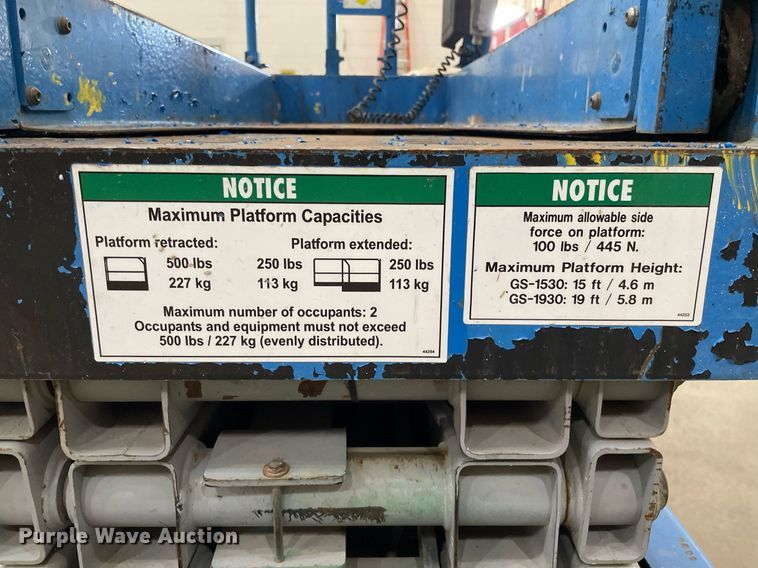 NOTICE
Maximum Platform Capacities
Platform retracted: Platform extended:
500 lbs 250 lbs 250 lbs
227 kg 113 kg 113 kg
Maximum number of occupants: 2
Occupants and equipment must not exceed
500 lbs / 227 kg (evenly distributed).
44254
NOTICE
Maximum allowable side
force on platform:
100 lbs / 445 N.
Maximum Platform Height:
GS-1530: 15 ft / 4.6 m
GS-1930: 19 ft / 5.8 m
44253
Purple Wave Auction